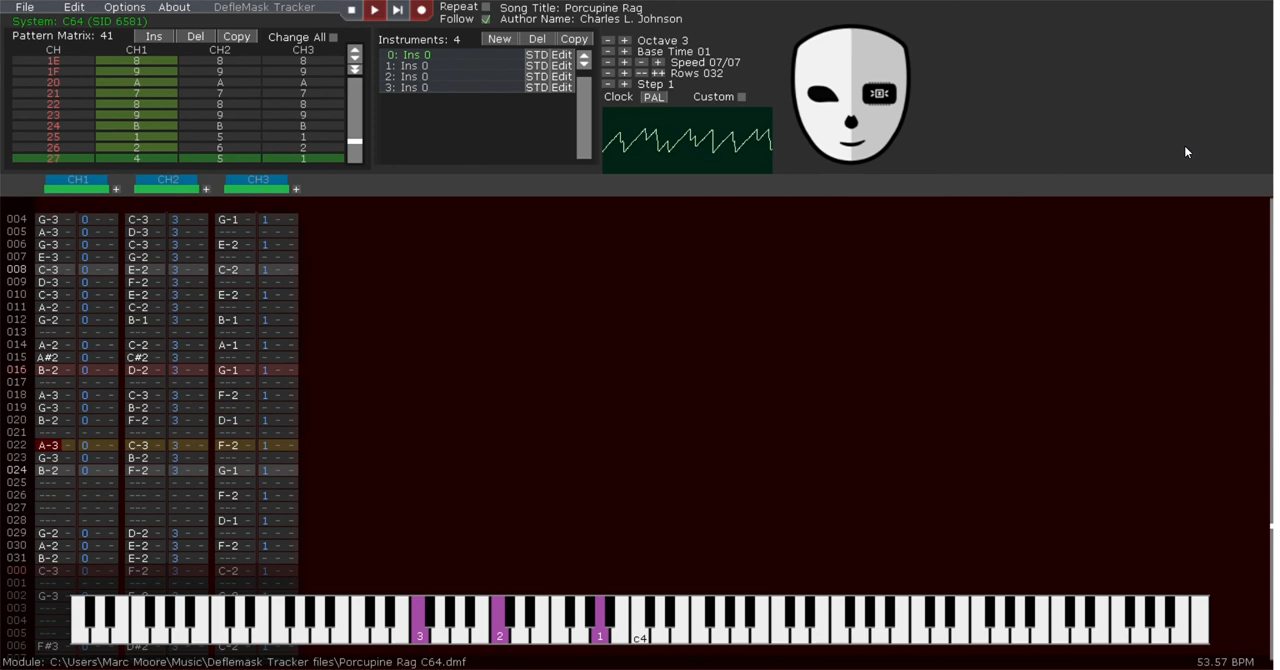 File Edit Options About DefleMask Tracker
System: C64 (SID 6581)
Repeat Song Title: Porcupine Rag
Follow Author Name: Charles L. Johnson
Pattern Matrix: 41 Ins Del Copy Change All
CH CH1 CH2 CH3
1E 8 8 8
1F 9 9 9
20 A A A
21 7 7 7
22 8 8 8
23 9 9 9
24 B B B
25 1 5 1
26 2 6 2
27 4 5 1
Instruments: 4 New Del Copy
0: Ins 0 STD Edit
1: Ins 0 STD Edit
2: Ins 0 STD Edit
3: Ins 0 STD Edit
- + Octave 3
- + Base Time 01
- + - + Speed 07/07
- + -- ++ Rows 032
- + Step 1
Clock PAL Custom
CH1 + CH2 + CH3 +
004 G-3 - 0 - - C-3 - 3 - - G-1 - 1 - -
005 A-3 - 0 - - D-3 - 3 - - --- - - - -
006 G-3 - 0 - - C-3 - 3 - - E-2 - 1 - -
007 E-3 - 0 - - G-2 - 3 - - --- - - - -
008 C-3 - 0 - - E-2 - 3 - - C-2 - 1 - -
009 D-3 - 0 - - F-2 - 3 - - --- - - - -
010 C-3 - 0 - - E-2 - 3 - - E-2 - 1 - -
011 A-2 - 0 - - C-2 - 3 - - --- - - - -
012 G-2 - 0 - - B-1 - 3 - - B-1 - 1 - -
013 --- - - - - --- - - - - --- - - - -
014 A-2 - 0 - - C-2 - 3 - - A-1 - 1 - -
015 A#2 - 0 - - C#2 - 3 - - --- - - - -
016 B-2 - 0 - - D-2 - 3 - - G-1 - 1 - -
017 --- - - - - --- - - - - --- - - - -
018 A-3 - 0 - - C-3 - 3 - - F-2 - 1 - -
019 G-3 - 0 - - B-2 - 3 - - --- - - - -
020 B-2 - 0 - - F-2 - 3 - - D-1 - 1 - -
021 --- - - - - --- - - - - --- - - - -
022 A-3 - 0 - - C-3 - 3 - - F-2 - 1 - -
023 G-3 - 0 - - B-2 - 3 - - --- - - - -
024 B-2 - 0 - - F-2 - 3 - - G-1 - 1 - -
025 --- - - - - --- - - - - --- - - - -
026 --- - - - - --- - - - - F-2 - 1 - -
027 --- - - - - --- - - - - --- - - - -
028 --- - - - - --- - - - - D-1 - 1 - -
029 G-2 - 0 - - D-2 - 3 - - --- - - - -
030 A-2 - 0 - - E-2 - 3 - - F-2 - 1 - -
031 B-2 - 0 - - E-2 - 3 - - --- - - - -
000 C-3 - 0 - - F-2 - 3 - - C-2 - 1 - -
001 --- - - - - --- - - - - --- - - - -
002 G-3
003 ---
004 ---
005 --- 3 2 1 c4
006 F#3 D#2
Module: C:\Users\Marc Moore\Music\Deflemask Tracker files\Porcupine Rag C64.dmf 53.57 BPM